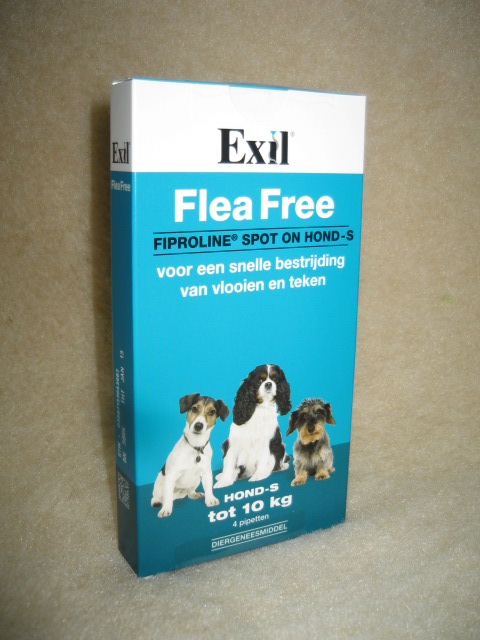 Exil®
Flea Free
FIPROLINE® SPOT ON HOND-S
voor een snelle bestrijding
van vlooien en teken
HOND-S
tot 10 kg
4 pipetten
DIERGENEESMIDDEL
Exil
Flea Free